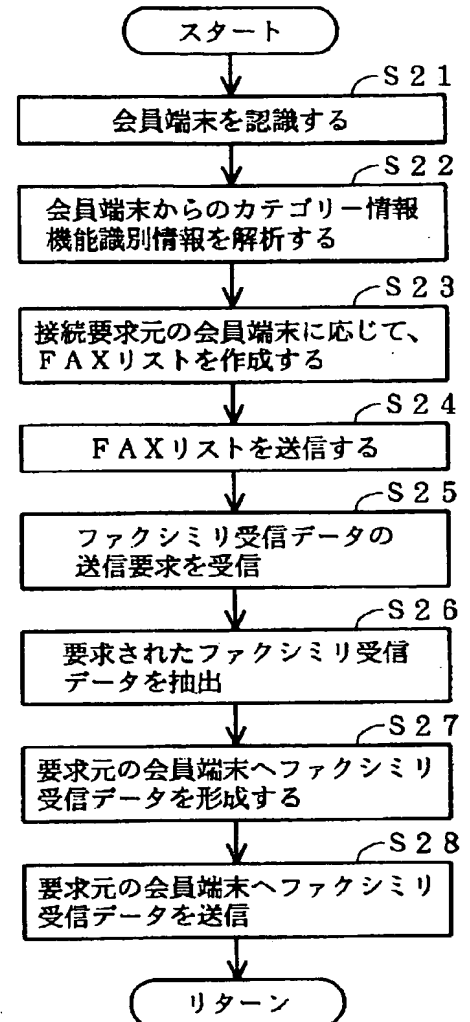 スタート
S21
会員端末を認識する
S22
会員端末からのカテゴリー情報
機能識別情報を解析する
S23
接続要求元の会員端末に応じて、
FAXリストを作成する
S24
FAXリストを送信する
S25
ファクシミリ受信データの
送信要求を受信
S26
要求されたファクシミリ受信
データを抽出
S27
要求元の会員端末へファクシミリ
受信データを形成する
S28
要求元の会員端末へファクシミリ
受信データを送信
リターン